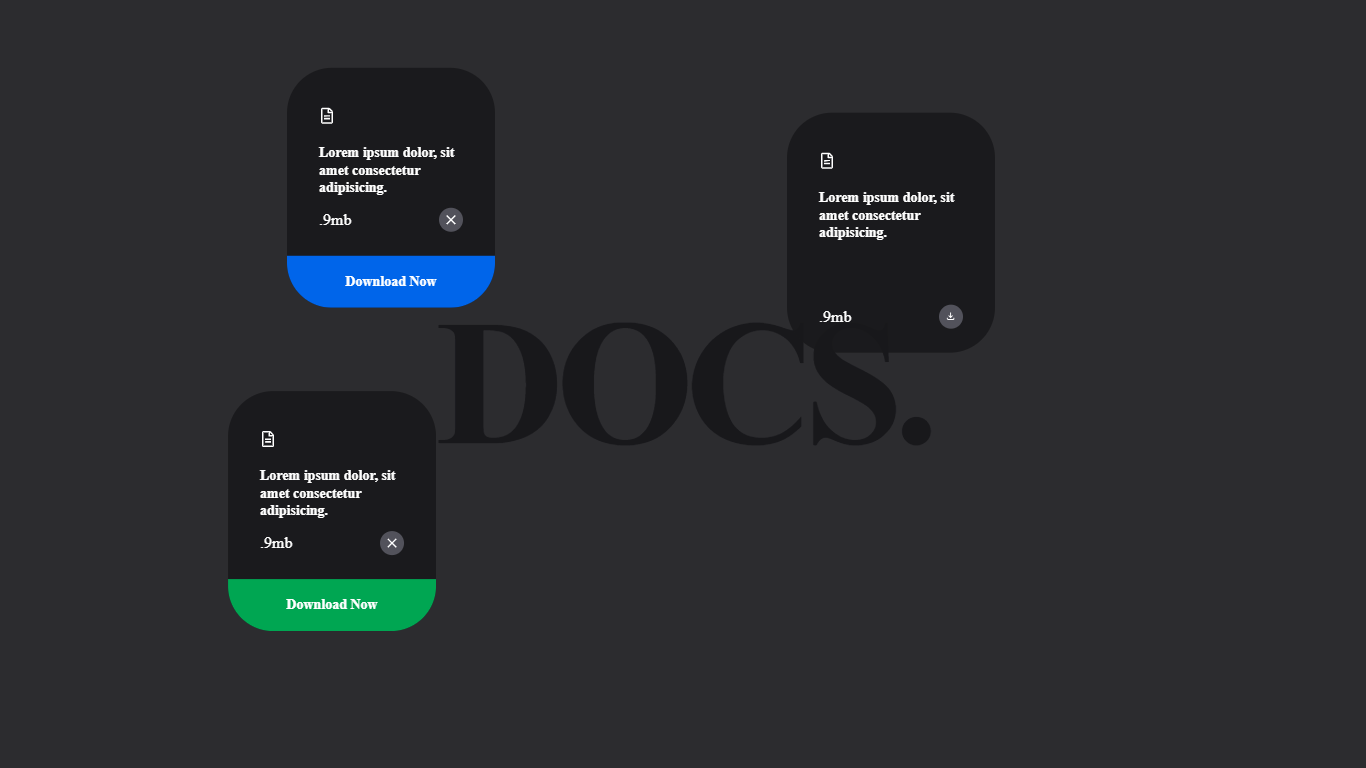 Lorem ipsum dolor, sit
amet consectetur
adipisicing.
.9mb
Download Now
Lorem ipsum dolor, sit
amet consectetur
adipisicing.
.9mb
DOCS.
Lorem ipsum dolor, sit
amet consectetur
adipisicing.
.9mb
Download Now